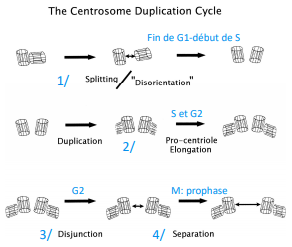 The Centrosome Duplication Cycle
Fin de G1-début de S
1/ Splitting / "Disorientation"
S et G2
Duplication 2/ Pro-centriole
Elongation
G2 M: prophase
3/ Disjunction 4/ Separation